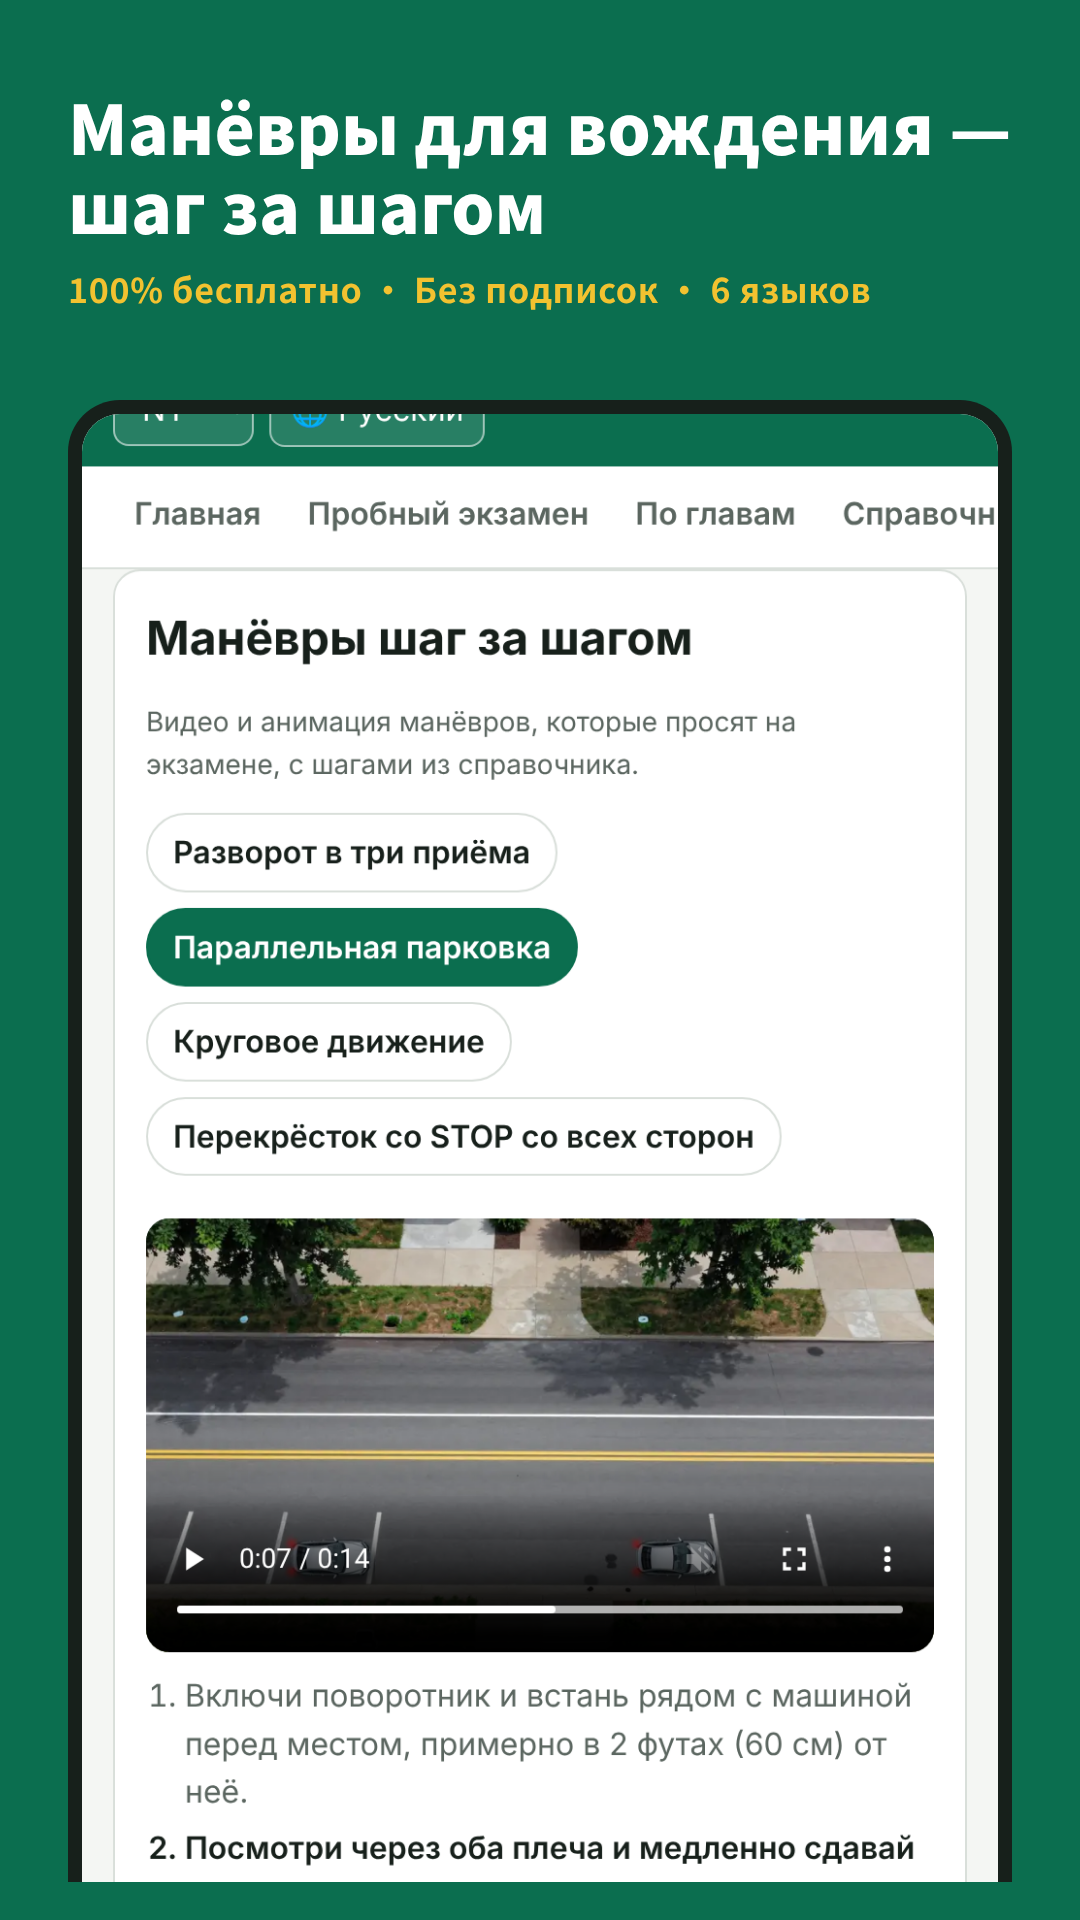 Манёвры для вождения —
шаг за шагом
100% бесплатно • Без подписок • 6 языков
NY Русский
Главная Пробный экзамен По главам Справочн
Манёвры шаг за шагом
Видео и анимация манёвров, которые просят на
экзамене, с шагами из справочника.
Разворот в три приёма
Параллельная парковка
Круговое движение
Перекрёсток со STOP со всех сторон
0:07 / 0:14
1. Включи поворотник и встань рядом с машиной
перед местом, примерно в 2 футах (60 см) от
неё.
2. Посмотри через оба плеча и медленно сдавай